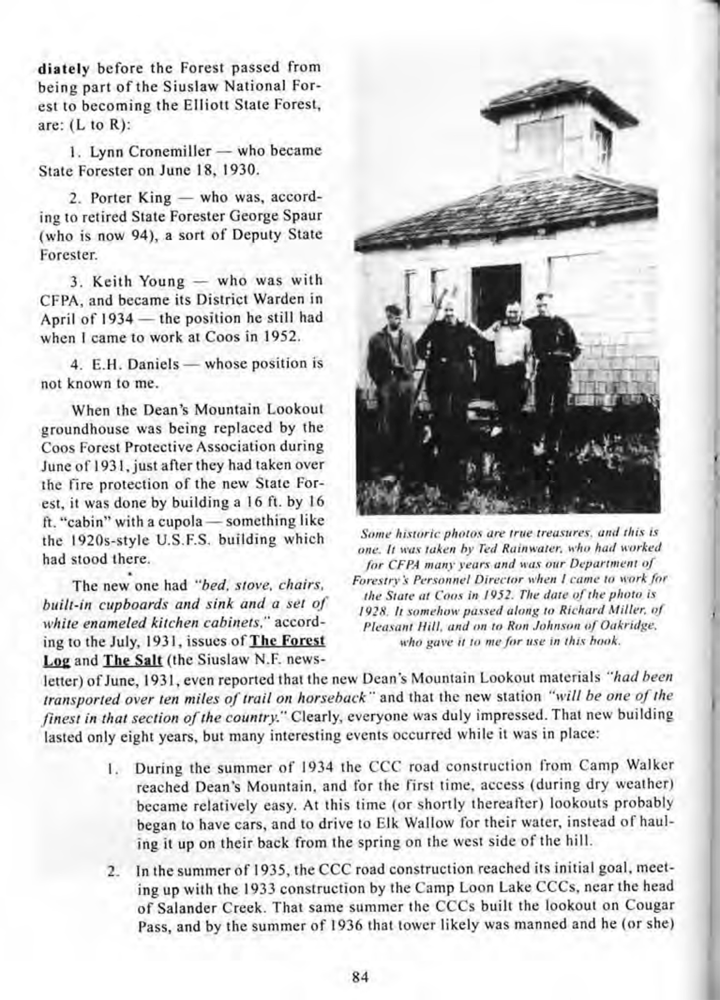 diately before the Forest passed from
being part of the Siuslaw National For-
est to becoming the Elliott State Forest,
are: (L to R):
1. Lynn Cronemiller — who became
State Forester on June 18, 1930.
2. Porter King — who was, accord-
ing to retired State Forester George Spaur
(who is now 94), a sort of Deputy State
Forester.
3. Keith Young — who was with
CFPA, and became its District Warden in
April of 1934 — the position he still had
when I came to work at Coos in 1952.
4. E.H. Daniels — whose position is
not known to me.
When the Dean's Mountain Lookout
groundhouse was being replaced by the
Coos Forest Protective Association during
June of 1931, just after they had taken over
the fire protection of the new State For-
est, it was done by building a 16 ft. by 16
ft. “cabin” with a cupola — something like
the 1920s-style U.S.F.S. building which
had stood there.
The new one had "bed, stove, chairs,
built-in cupboards and sink and a set of
white enameled kitchen cabinets," accord-
ing to the July, 1931, issues of The Forest
Log and The Salt (the Siuslaw N.F. news-
letter) of June, 1931, even reported that the new Dean's Mountain Lookout materials "had been
transported over ten miles of trail on horseback" and that the new station "will be one of the
finest in that section of the country." Clearly, everyone was duly impressed. That new building
lasted only eight years, but many interesting events occurred while it was in place:
Some historic photos are true treasures, and this is
one. It was taken by Ted Rainwater, who had worked
for CFPA many years and was our Department of
Forestry's Personnel Director when I came to work for
the State at Coos in 1952. The date of the photo is
1928. It somehow passed along to Richard Miller, of
Pleasant Hill, and on to Ron Johnson of Oakridge,
who gave it to me for use in this book.
1. During the summer of 1934 the CCC road construction from Camp Walker
reached Dean's Mountain, and for the first time, access (during dry weather)
became relatively easy. At this time (or shortly thereafter) lookouts probably
began to have cars, and to drive to Elk Wallow for their water, instead of haul-
ing it up on their back from the spring on the west side of the hill.
2. In the summer of 1935, the CCC road construction reached its initial goal, meet-
ing up with the 1933 construction by the Camp Loon Lake CCCs, near the head
of Salander Creek. That same summer the CCCs built the lookout on Cougar
Pass, and by the summer of 1936 that tower likely was manned and he (or she)
84